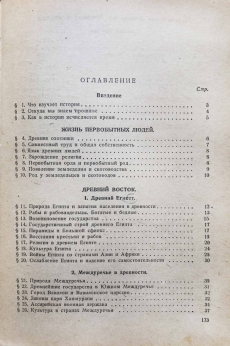 ОГЛАВЛЕНИЕ
Стр.
Введение
§ 1. Что изучает история 3
§ 2. Откуда мы знаем прошлое
§ 3. Как в истории исчисляется время 5
ЖИЗНЬ ПЕРВОБЫТНЫХ ЛЮДЕЙ.
§ 4. Древние охотники 6
§ 5. Совместный труд и общая собственность
§ 6. Язык древних людей
§ 7. Зарождение религии
§ 8. Первобытная орда и первобытный род
§ 9. Появление земледелия и скотоводства
§ 10. Род у земледельцев и скотоводов
ДРЕВНИЙ ВОСТОК.
1. Древний Египет.
§ 11. Природа Египта и занятия населения в древности
§ 12. Рабы и рабовладельцы. Богатые и бедные
§ 13. Возникновение государства
§ 14. Государственный строй древнего Египта
§ 15. Пирамиды и Большой сфинкс
§ 16. Восстания крестьян и рабов
§ 17. Религия в древнем Египте
§ 18. Культура Египта
§ 19. Войны Египта со странами Азии и Африки
§ 20. Ослабление Египта и падение его самостоятельности
2. Междуречье в древности.
§ 21. Природа Междуречья
§ 22. Древнейшие государства в Южном Междуречье
§ 23. Город Вавилон и Вавилонское царство
§ 24. Законы царя Хаммурапи
§ 25. Ассирийская военная держава
§ 26. Культура в странах Междуречья
173